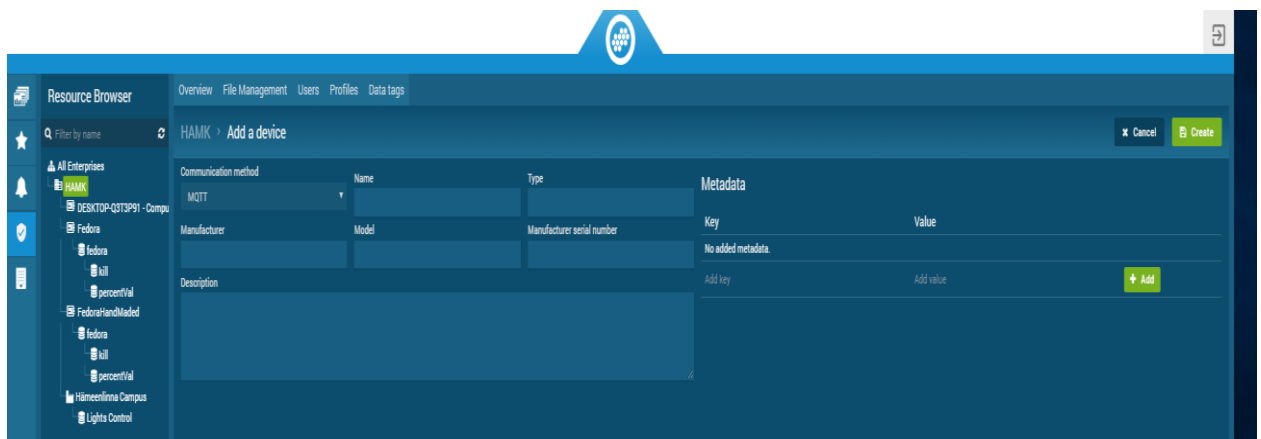 Overview File Management Users Profiles Data tags
Resource Browser
HAMK > Add a device
Cancel
Create
Filter by name
All Enterprises
HAMK
DESKTOP-Q3T3P91 - Compu
Fedora
fedora
kill
percentVal
FedoraHandMaded
fedora
kill
percentVal
Hämeenlinna Campus
Lights Control
Communication method
MQTT
Name
Type
Manufacturer
Model
Manufacturer serial number
Description
Metadata
Key Value
No added metadata.
Add key Add value
Add